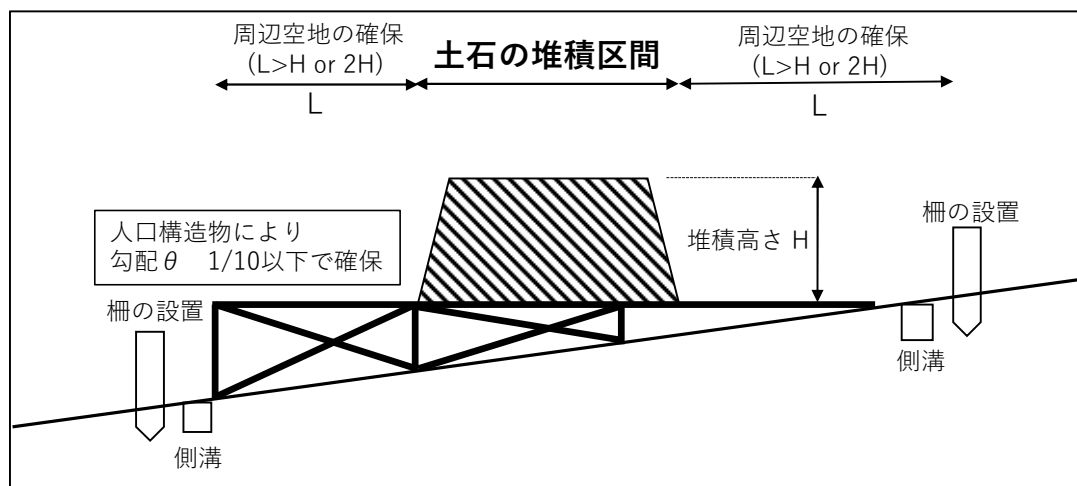 周辺空地の確保
(L>H or 2H)
L
土石の堆積区間
周辺空地の確保
(L>H or 2H)
L
人口構造物により
勾配θ 1/10以下で確保
堆積高さ H
柵の設置
柵の設置
側溝
側溝